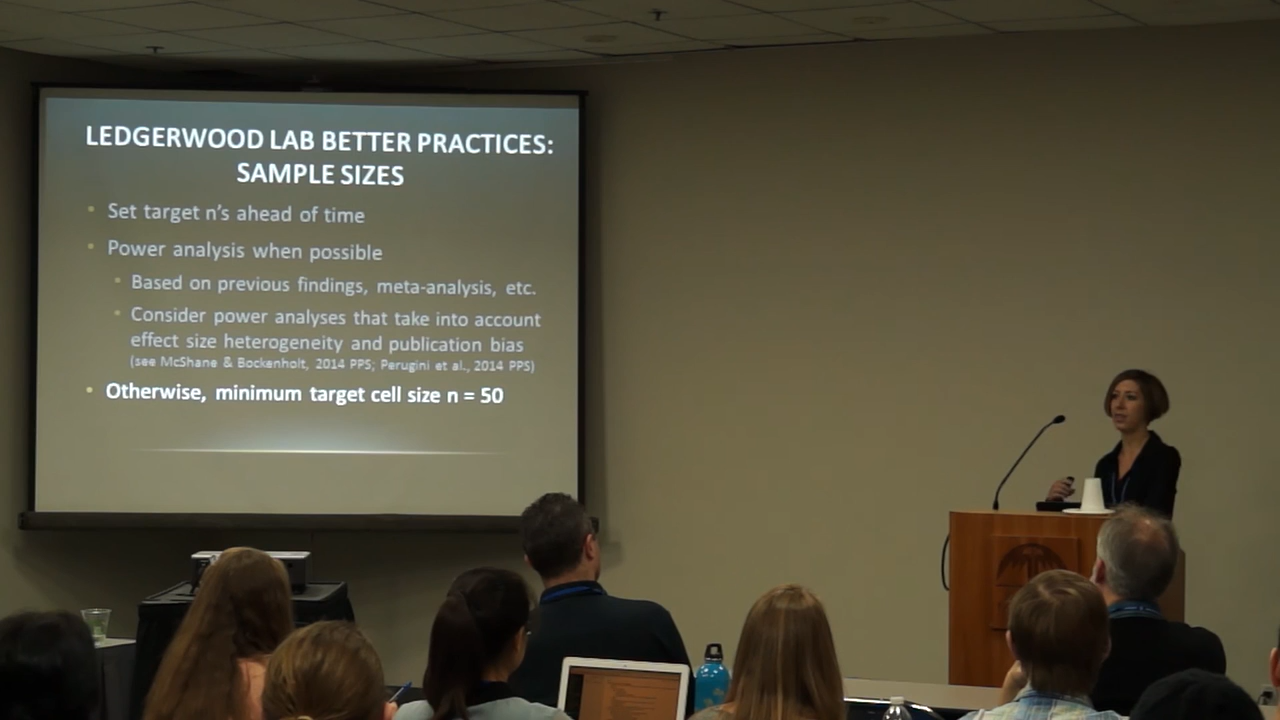 LEDGERWOOD LAB BETTER PRACTICES:
SAMPLE SIZES
• Set target n's ahead of time
• Power analysis when possible
• Based on previous findings, meta-analysis, etc.
• Consider power analyses that take into account
effect size heterogeneity and publication bias
(see McShane & Bockenholt, 2014 PPS; Perugini et al., 2014 PPS)
• Otherwise, minimum target cell size n = 50